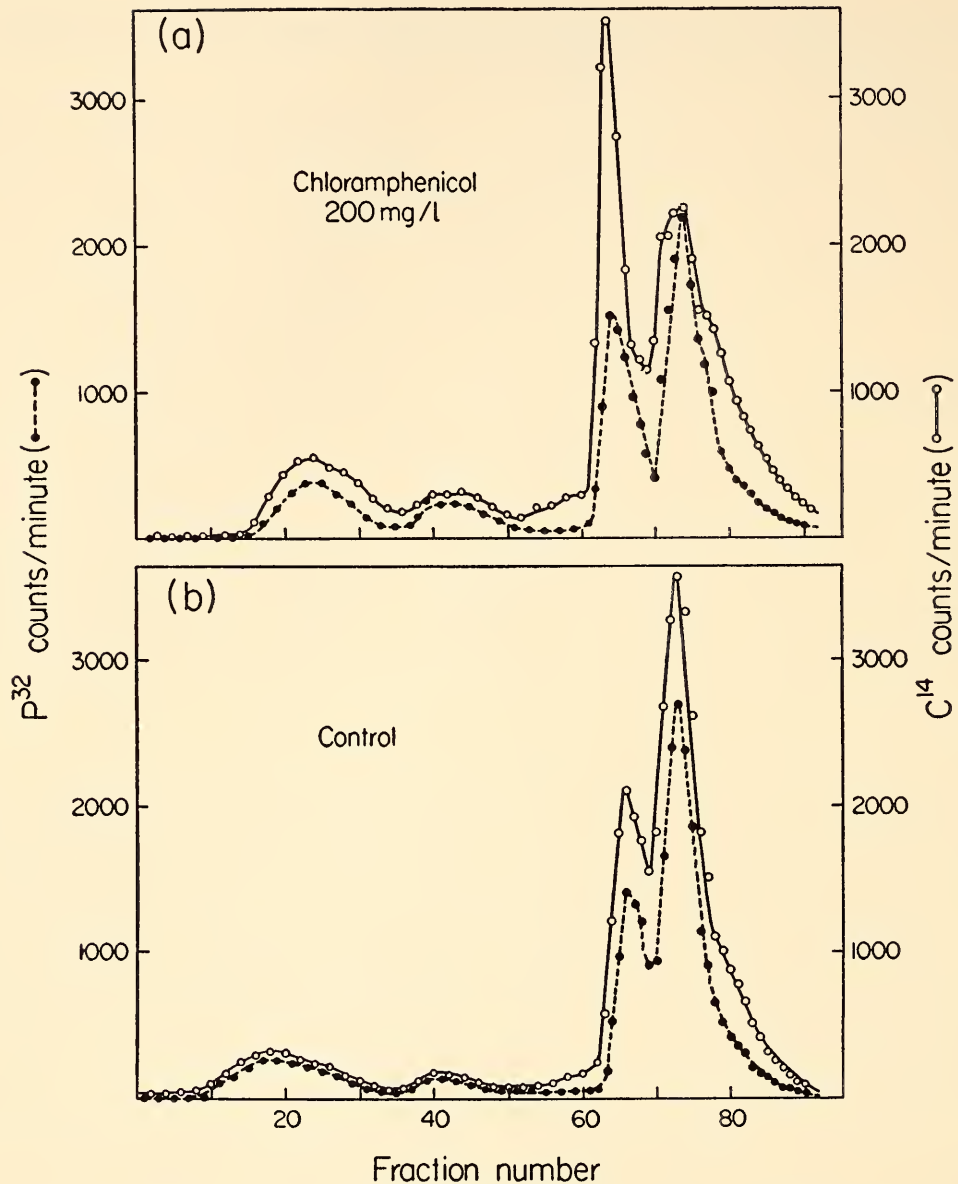 (a)
3000
2000
1000
Chloramphenicol
200 mg/l
3000
2000
1000
(b)
3000
2000
1000
Control
3000
2000
1000
20
40
60
80
Fraction number
P³² counts/minute (●----●)
C¹⁴ counts/minute (○——○)